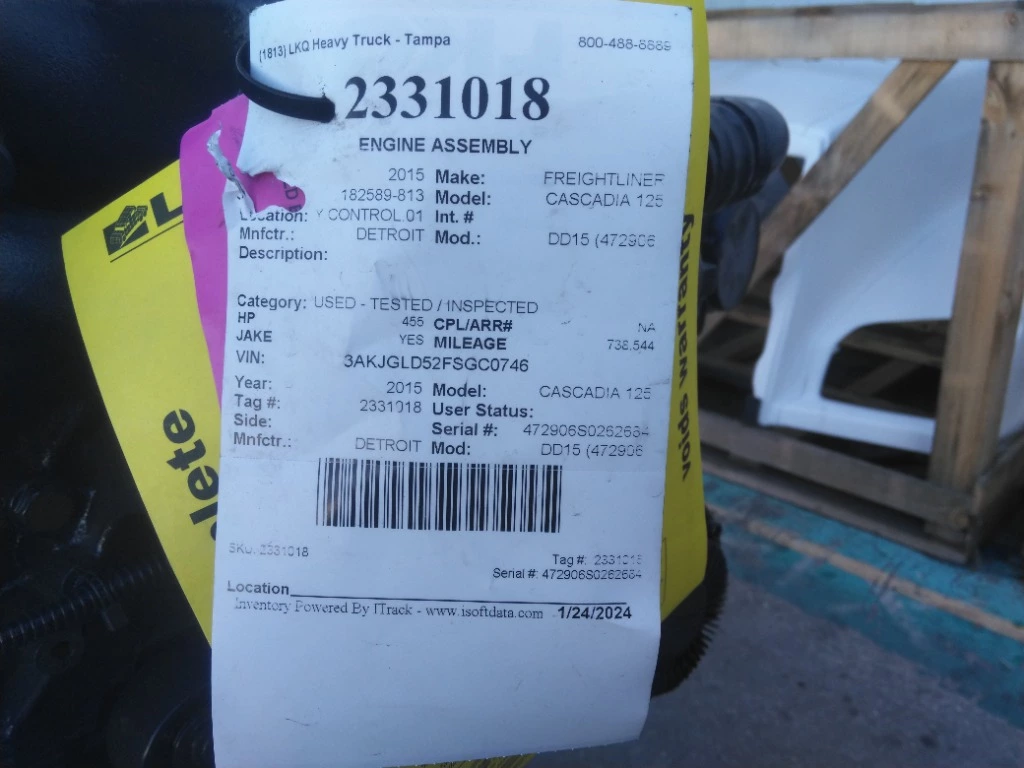 (1813) LKQ Heavy Truck - Tampa 800-488-8889
2331018
ENGINE ASSEMBLY
2015 Make: FREIGHTLINER
182589-813 Model: CASCADIA 125
Location: Y CONTROL.01 Int. #
Mnfctr.: DETROIT Mod.: DD15 (472906
Description:
Category: USED - TESTED / INSPECTED
HP 455 CPL/ARR# NA
JAKE YES MILEAGE 738,544
VIN: 3AKJGLD52FSGC0746
Year: 2015 Model: CASCADIA 125
Tag #: 2331018 User Status:
Side: Serial #: 472906S0262684
Mnfctr.: DETROIT Mod: DD15 (472906
SKU: 2331018
Tag #: 2331018
Serial #: 472906S0262684
Location
Inventory Powered By ITrack - www.isoftdata.com 1/24/2024
voids warranty
lete
L